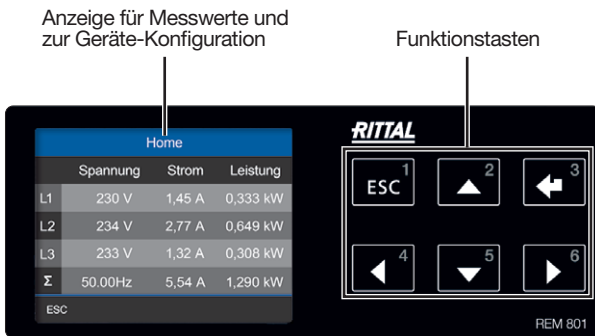 Anzeige für Messwerte und
zur Geräte-Konfiguration
Funktionstasten
RITTAL
Home
Spannung Strom Leistung
L1 230 V 1,45 A 0,333 kW
L2 234 V 2,77 A 0,649 kW
L3 233 V 1,32 A 0,308 kW
Σ 50.00Hz 5,54 A 1,290 kW
ESC
ESC 1
2
3
4
5
6
REM 801